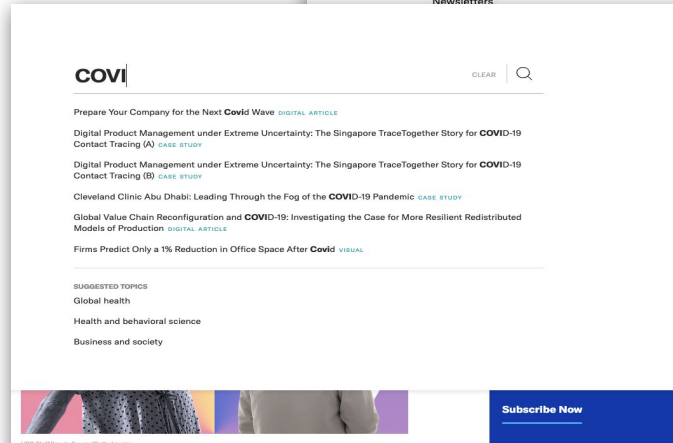 Newsletters
COVI
CLEAR
Prepare Your Company for the Next Covid Wave DIGITAL ARTICLE
Digital Product Management under Extreme Uncertainty: The Singapore TraceTogether Story for COVID-19
Contact Tracing (A) CASE STUDY
Digital Product Management under Extreme Uncertainty: The Singapore TraceTogether Story for COVID-19
Contact Tracing (B) CASE STUDY
Cleveland Clinic Abu Dhabi: Leading Through the Fog of the COVID-19 Pandemic CASE STUDY
Global Value Chain Reconfiguration and COVID-19: Investigating the Case for More Resilient Redistributed
Models of Production DIGITAL ARTICLE
Firms Predict Only a 1% Reduction in Office Space After Covid VISUAL
SUGGESTED TOPICS
Global health
Health and behavioral science
Business and society
Subscribe Now